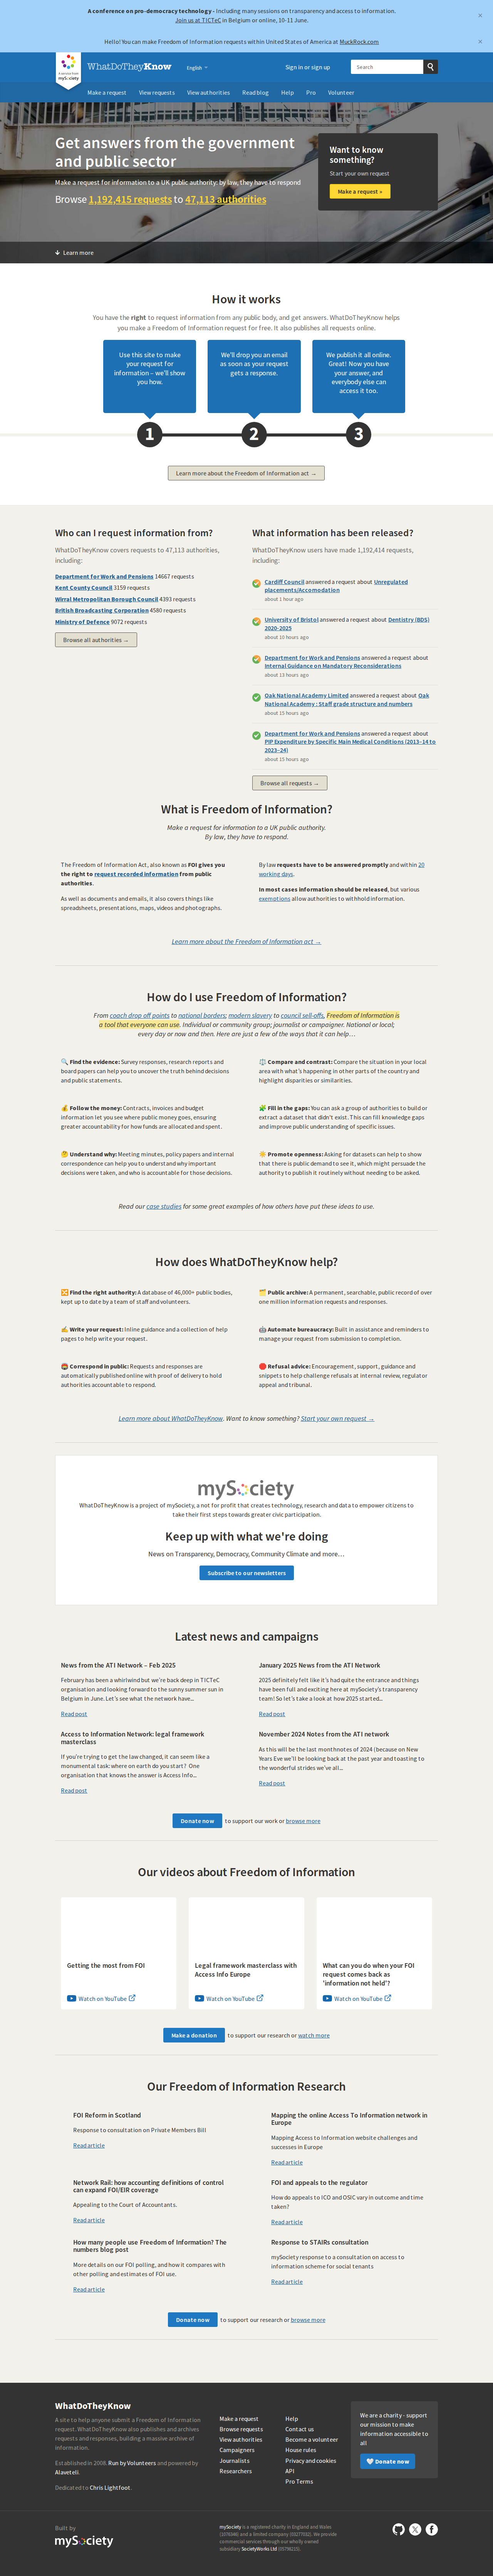 A conference on pro-democracy technology - Including many sessions on transparency and access to information.
Join us at TICTeC in Belgium or online, 10-11 June.
×
Hello! You can make Freedom of Information requests within United States of America at MuckRock.com
×
A service from mySociety
WhatDoTheyKnow
English
Sign in or sign up
Search
Make a request
View requests
View authorities
Read blog
Help
Pro
Volunteer
Get answers from the government
and public sector
Make a request for information to a UK public authority: by law, they have to respond
Browse 1,192,415 requests to 47,113 authorities
Want to know
something?
Start your own request
Make a request »
Learn more
How it works
You have the right to request information from any public body, and get answers. WhatDoTheyKnow helps
you make a Freedom of Information request for free. It also publishes all requests online.
Use this site to make
your request for
information – we'll show
you how.
We'll drop you an email
as soon as your request
gets a response.
We publish it all online.
Great! Now you have
your answer, and
everybody else can
access it too.
1
2
3
Learn more about the Freedom of Information act →
Who can I request information from?
WhatDoTheyKnow covers requests to 47,113 authorities,
including:
Department for Work and Pensions 14667 requests
Kent County Council 3159 requests
Wirral Metropolitan Borough Council 4393 requests
British Broadcasting Corporation 4580 requests
Ministry of Defence 9072 requests
Browse all authorities →
What information has been released?
WhatDoTheyKnow users have made 1,192,414 requests,
including:
Cardiff Council answered a request about Unregulated
placements/Accomodation
about 1 hour ago
University of Bristol answered a request about Dentistry (BDS)
2020-2025
about 10 hours ago
Department for Work and Pensions answered a request about
Internal Guidance on Mandatory Reconsiderations
about 13 hours ago
Oak National Academy Limited answered a request about Oak
National Academy : Staff grade structure and numbers
about 15 hours ago
Department for Work and Pensions answered a request about
PIP Expenditure by Specific Main Medical Conditions (2013–14 to
2023–24)
about 15 hours ago
Browse all requests →
What is Freedom of Information?
Make a request for information to a UK public authority.
By law, they have to respond.
The Freedom of Information Act, also known as FOI gives you
the right to request recorded information from public
authorities.
As well as documents and emails, it also covers things like
spreadsheets, presentations, maps, videos and photographs.
By law requests have to be answered promptly and within 20
working days.
In most cases information should be released, but various
exemptions allow authorities to withhold information.
Learn more about the Freedom of Information act →
How do I use Freedom of Information?
From coach drop off points to national borders; modern slavery to council sell-offs, Freedom of Information is
a tool that everyone can use. Individual or community group; journalist or campaigner. National or local;
every day or now and then. Here are just a few of the ways that it can help…
🔍 Find the evidence: Survey responses, research reports and
board papers can help you to uncover the truth behind decisions
and public statements.
⚖️ Compare and contrast: Compare the situation in your local
area with what's happening in other parts of the country and
highlight disparities or similarities.
💰 Follow the money: Contracts, invoices and budget
information let you see where public money goes, ensuring
greater accountability for how funds are allocated and spent.
🧩 Fill in the gaps: You can ask a group of authorities to build or
extract a dataset that didn't exist. This can fill knowledge gaps
and improve public understanding of specific issues.
🤔 Understand why: Meeting minutes, policy papers and internal
correspondence can help you to understand why important
decisions were taken, and who is accountable for those decisions.
🔆 Promote openness: Asking for datasets can help to show
that there is public demand to see it, which might persuade the
authority to publish it routinely without needing to be asked.
Read our case studies for some great examples of how others have put these ideas to use.
How does WhatDoTheyKnow help?
🔀 Find the right authority: A database of 46,000+ public bodies,
kept up to date by a team of staff and volunteers.
🗂️ Public archive: A permanent, searchable, public record of over
one million information requests and responses.
✍️ Write your request: Inline guidance and a collection of help
pages to help write your request.
🤖 Automate bureaucracy: Built in assistance and reminders to
manage your request from submission to completion.
📮 Correspond in public: Requests and responses are
automatically published online with proof of delivery to hold
authorities accountable to respond.
🛑 Refusal advice: Encouragement, support, guidance and
snippets to help challenge refusals at internal review, regulator
appeal and tribunal.
Learn more about WhatDoTheyKnow. Want to know something? Start your own request →
mySociety
WhatDoTheyKnow is a project of mySociety, a not for profit that creates technology, research and data to empower citizens to
take their first steps towards greater civic participation.
Keep up with what we're doing
News on Transparency, Democracy, Community Climate and more…
Subscribe to our newsletters
Latest news and campaigns
News from the ATI Network – Feb 2025
February has been a whirlwind but we're back deep in TICTeC
organisation and looking forward to the sunny summer sun in
Belgium in June. Let's see what the network have...
Read post
January 2025 News from the ATI Network
2025 definitely felt like it's had quite the entrance and things
have been full and exciting here at mySociety's transparency
team! So let's take a look at how 2025 started...
Read post
Access to Information Network: legal framework
masterclass
If you're trying to get the law changed, it can seem like a
monumental task: where on earth do you start? One
organisation that knows the answer is Access Info...
Read post
November 2024 Notes from the ATI network
As this will be the last monthnotes of 2024 (because on New
Years Eve we'll be looking back at the past year and toasting to
the wonderful strides we've all...
Read post
Donate now to support our work or browse more
Our videos about Freedom of Information
Getting the most from FOI
Watch on YouTube
Legal framework masterclass with
Access Info Europe
Watch on YouTube
What can you do when your FOI
request comes back as
'information not held'?
Watch on YouTube
Make a donation to support our research or watch more
Our Freedom of Information Research
FOI Reform in Scotland
Response to consultation on Private Members Bill
Read article
Mapping the online Access To Information network in
Europe
Mapping Access to Information website challenges and
successes in Europe
Read article
Network Rail: how accounting definitions of control
can expand FOI/EIR coverage
Appealing to the Court of Accountants.
Read article
FOI and appeals to the regulator
How do appeals to ICO and OSIC vary in outcome and time
taken?
Read article
How many people use Freedom of Information? The
numbers blog post
More details on our FOI polling, and how it compares with
other polling and estimates of FOI use.
Read article
Response to STAIRs consultation
mySociety response to a consultation on access to
information scheme for social tenants
Read article
Donate now to support our research or browse more
WhatDoTheyKnow
A site to help anyone submit a Freedom of Information
request. WhatDoTheyKnow also publishes and archives
requests and responses, building a massive archive of
information.
Established in 2008. Run by Volunteers and powered by
Alaveteli.
Dedicated to Chris Lightfoot.
Make a request
Browse requests
View authorities
Campaigners
Journalists
Researchers
Help
Contact us
Become a volunteer
House rules
Privacy and cookies
API
Pro Terms
We are a charity - support
our mission to make
information accessible to
all
🤍 Donate now
Built by
mySociety
mySociety is a registered charity in England and Wales
(1076346) and a limited company (03277032). We provide
commercial services through our wholly owned
subsidiary SocietyWorks Ltd (05798215).